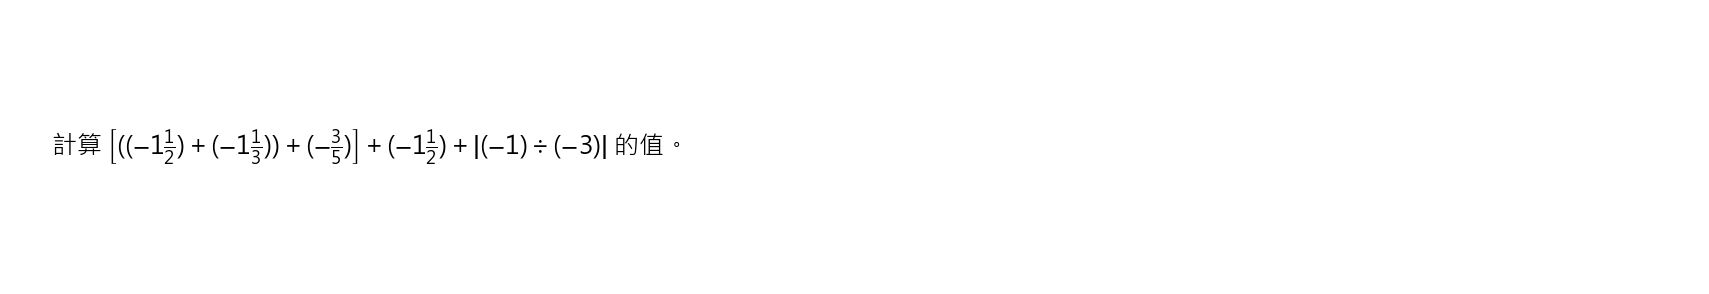 計算 [((−1½) + (−1⅓)) + (−⅗)] + (−1½) + |(−1) ÷ (−3)| 的值。